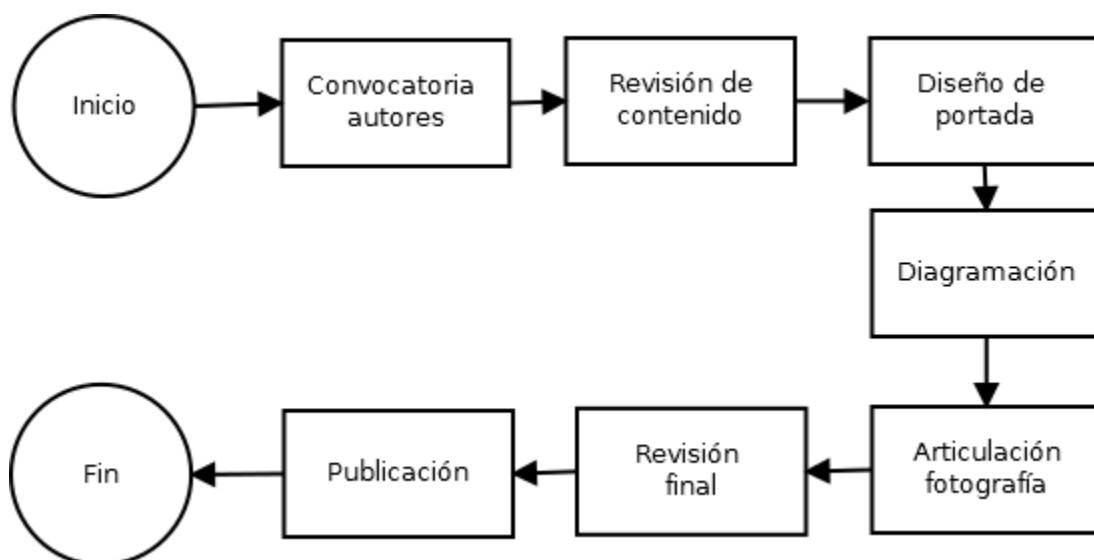 Inicio
Convocatoria
autores
Revisión de
contenido
Diseño de
portada
Diagramación
Articulación
fotografía
Revisión
final
Publicación
Fin